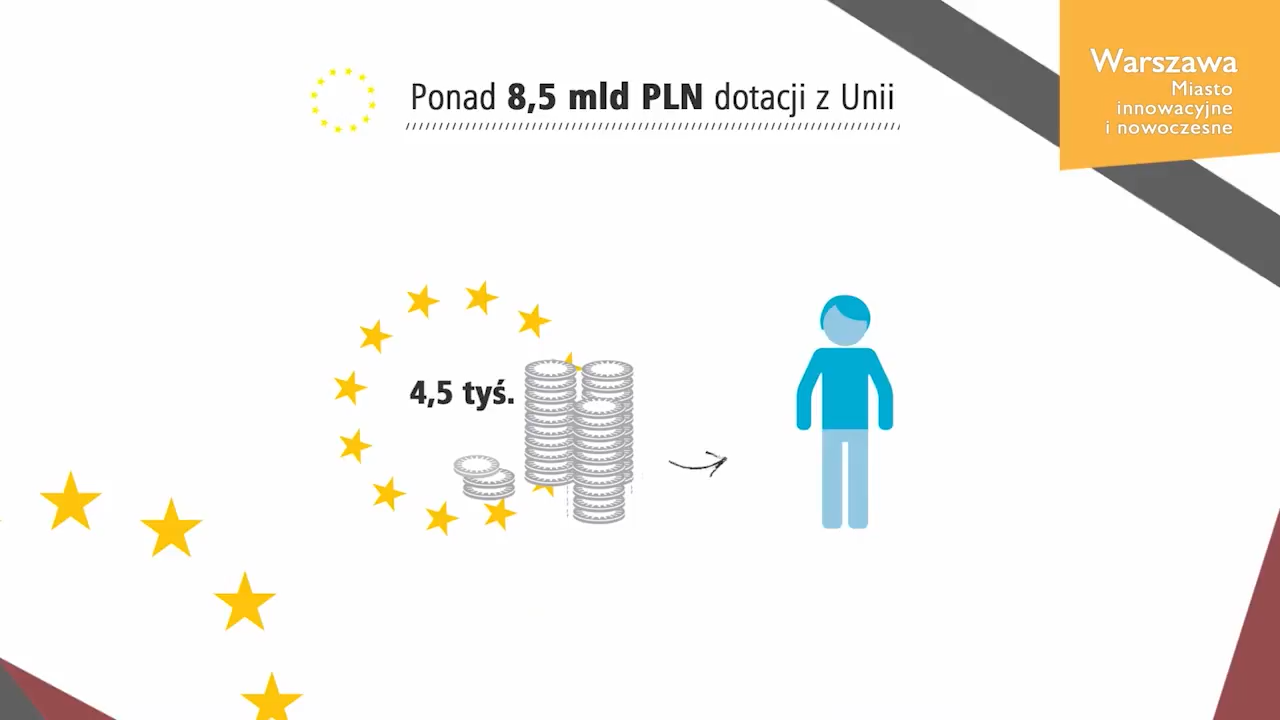 Ponad 8,5 mld PLN dotacji z Unii
Warszawa
Miasto
innowacyjne
i nowoczesne
4,5 tyś.